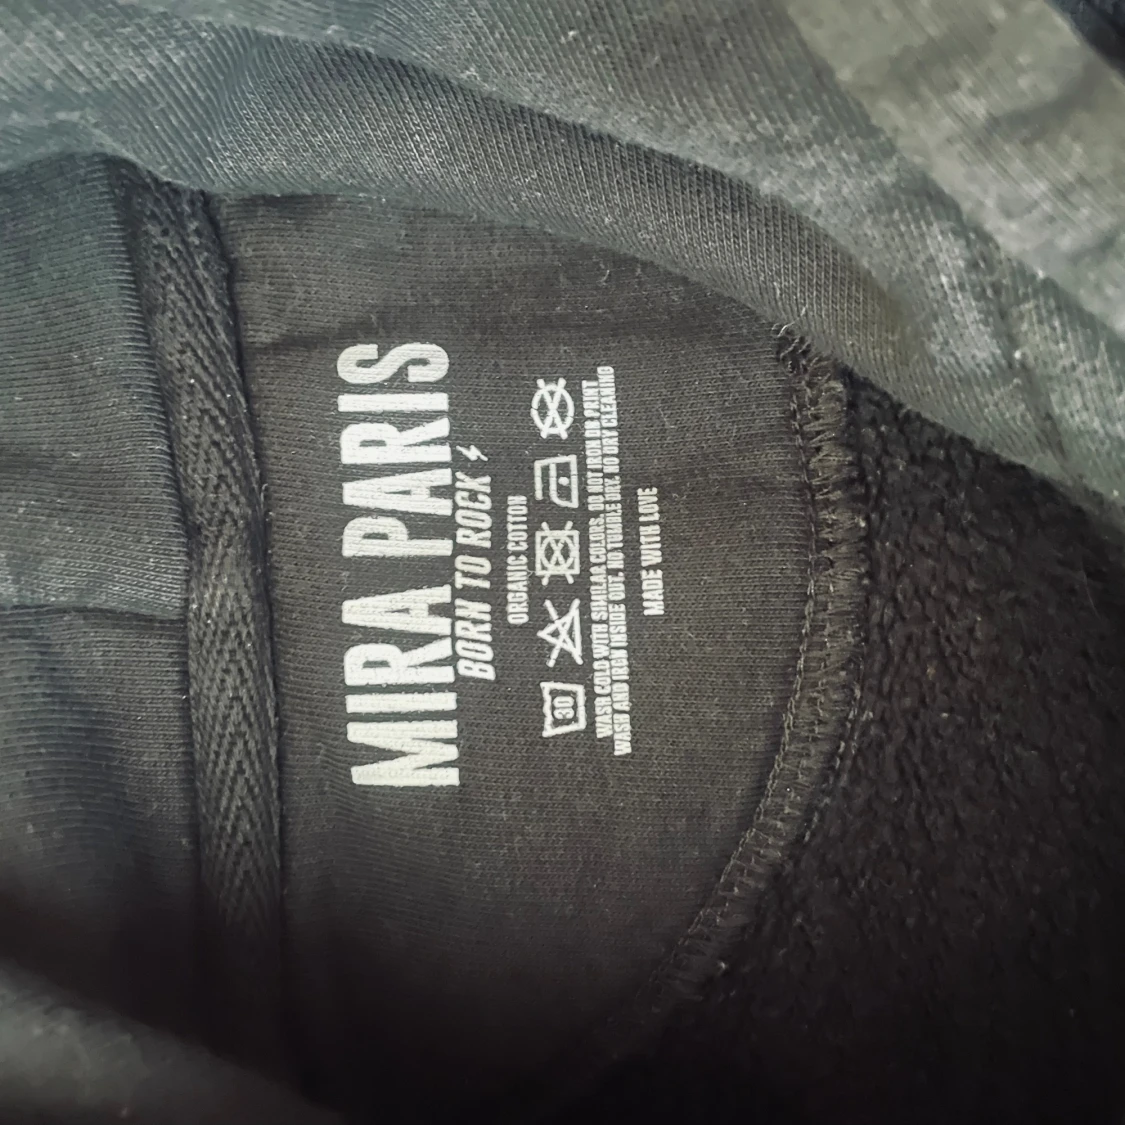 MIRA PARIS
BORN TO ROCK
ORGANIC COTTON
30
WASH COLD WITH SIMILAR COLORS. DO NOT IRON ON PRINT
WASH AND IRON INSIDE OUT. NO TUMBLE DRY. NO DRY CLEANING
MADE WITH LOVE